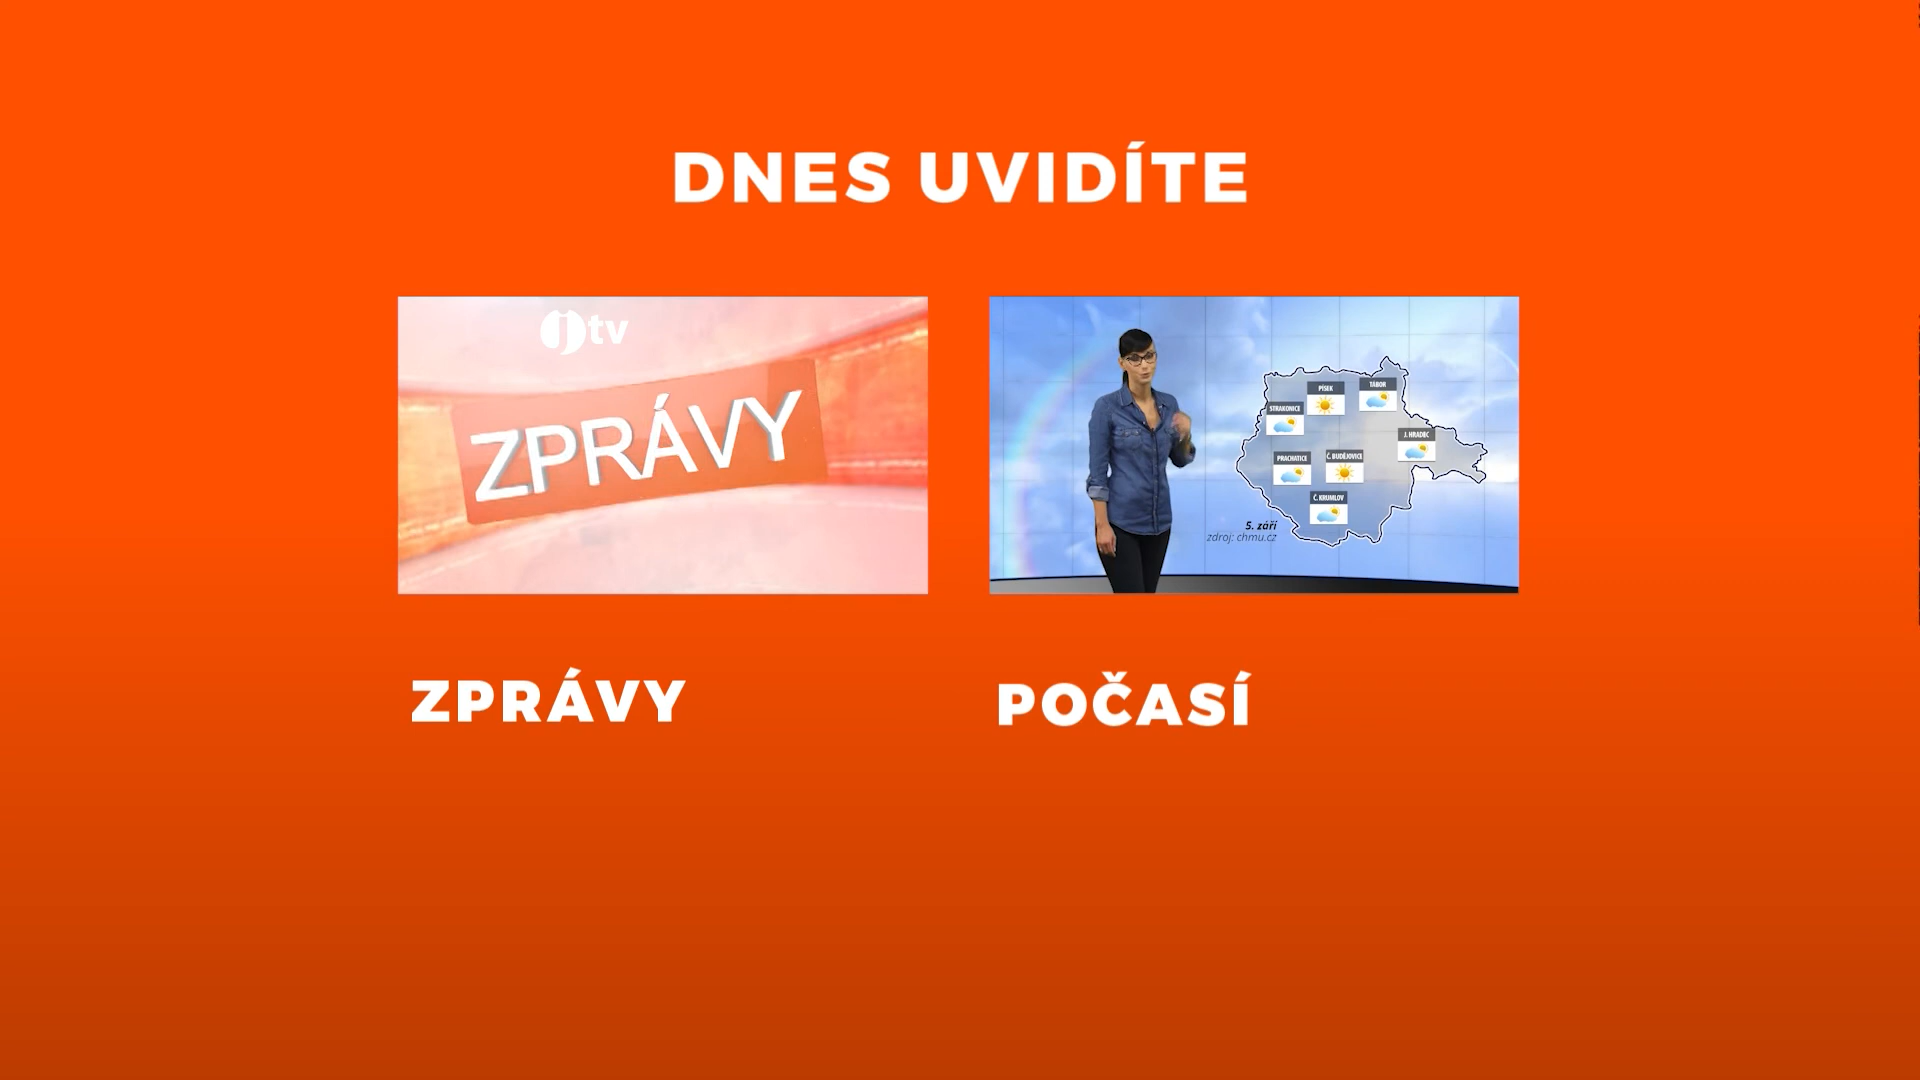 DNES UVIDÍTE
jtv
ZPRÁVY
PÍSEK
TÁBOR
STRAKONICE
J. HRADEC
PRACHATICE
Č. BUDĚJOVICE
Č. KRUMLOV
5. září
zdroj: chmu.cz
ZPRÁVY
POČASÍ